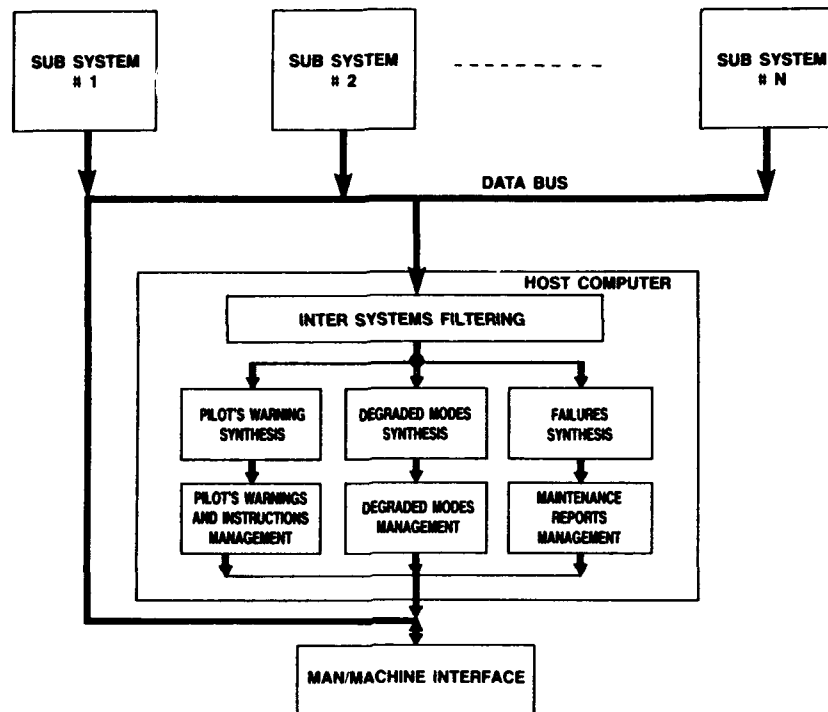 SUB SYSTEM
# 1
SUB SYSTEM
# 2
SUB SYSTEM
# N
DATA BUS
HOST COMPUTER
INTER SYSTEMS FILTERING
PILOT'S WARNING
SYNTHESIS
DEGRADED MODES
SYNTHESIS
FAILURES
SYNTHESIS
PILOT'S WARNINGS
AND INSTRUCTIONS
MANAGEMENT
DEGRADED MODES
MANAGEMENT
MAINTENANCE
REPORTS
MANAGEMENT
MAN/MACHINE INTERFACE